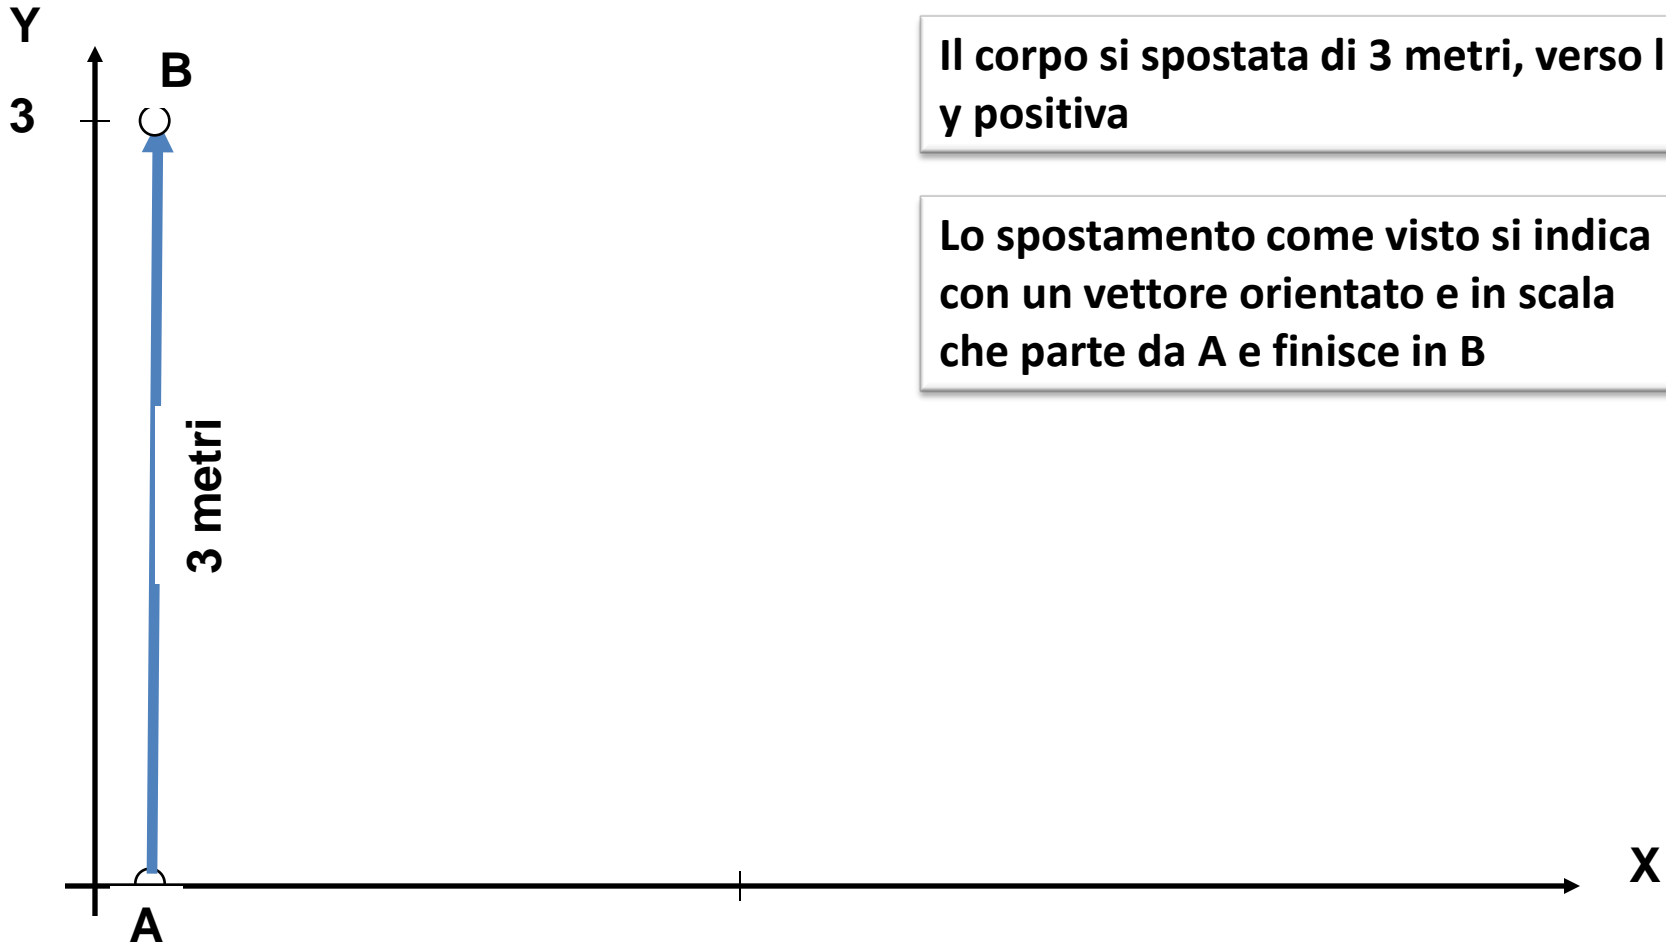 Y
B
3
3 metri
A
X
Il corpo si spostata di 3 metri, verso
y positiva
Lo spostamento come visto si indica
con un vettore orientato e in scala
che parte da A e finisce in B